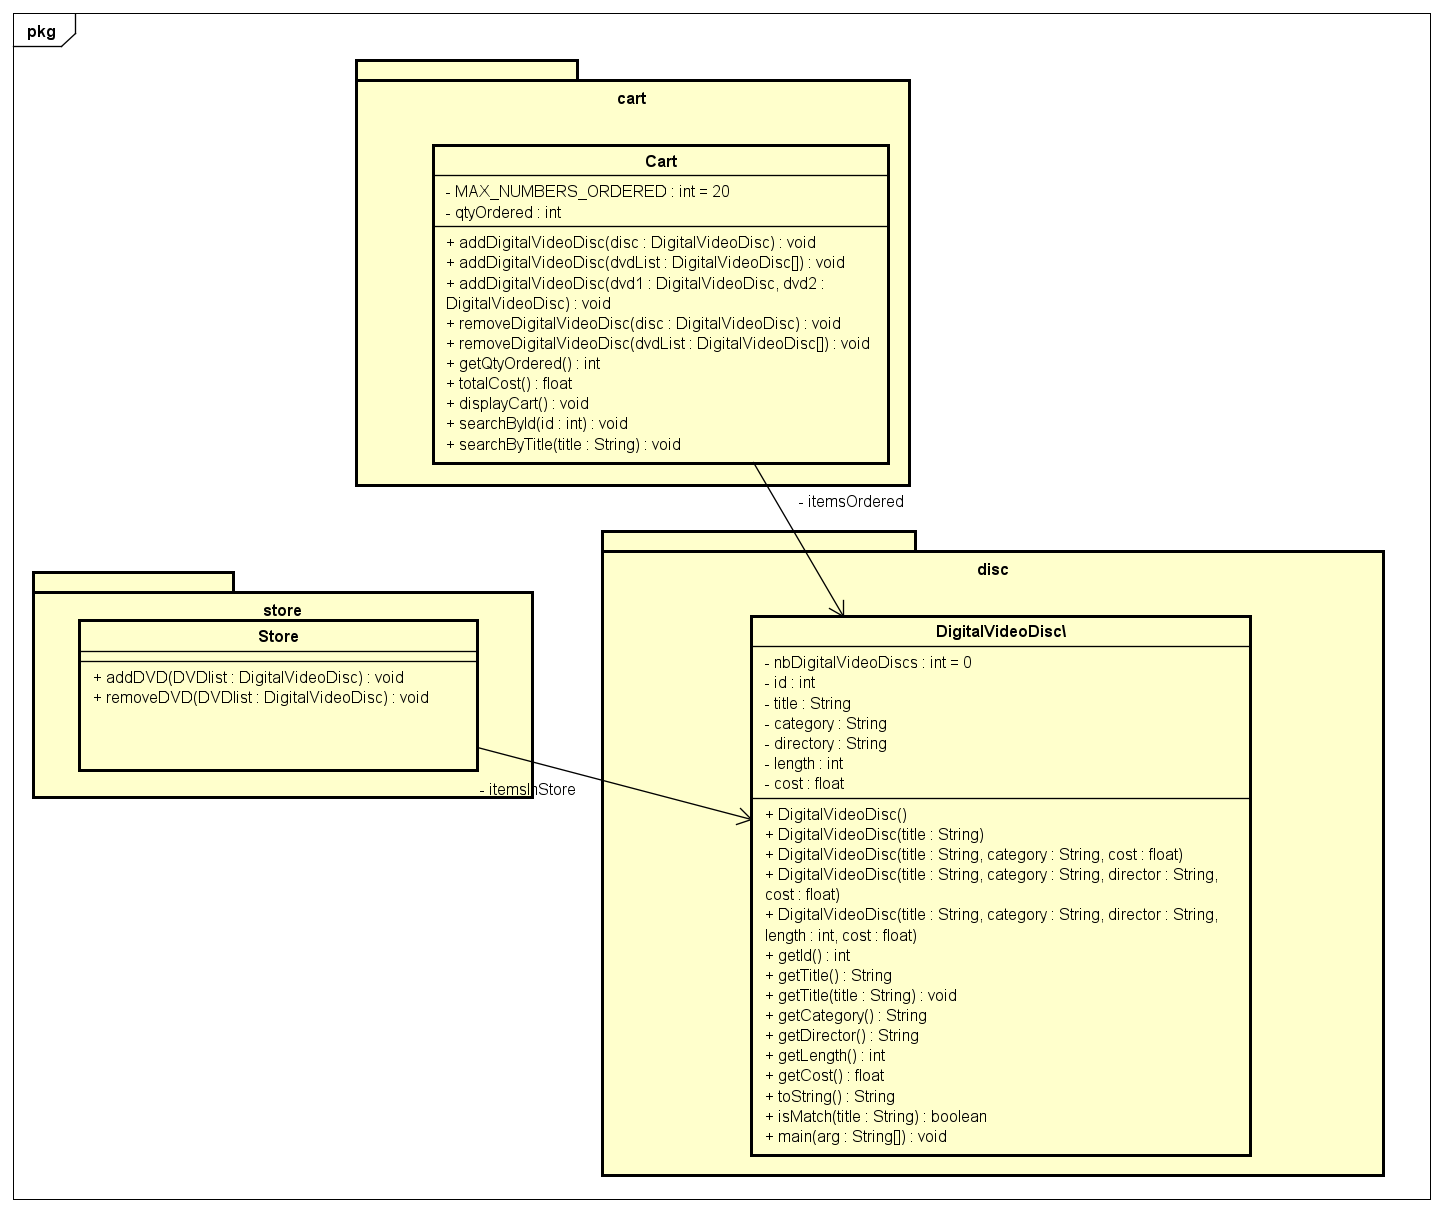 pkg
cart
Cart
- MAX_NUMBERS_ORDERED : int = 20
- qtyOrdered : int
+ addDigitalVideoDisc(disc : DigitalVideoDisc) : void
+ addDigitalVideoDisc(dvdList : DigitalVideoDisc[]) : void
+ addDigitalVideoDisc(dvd1 : DigitalVideoDisc, dvd2 :
DigitalVideoDisc) : void
+ removeDigitalVideoDisc(disc : DigitalVideoDisc) : void
+ removeDigitalVideoDisc(dvdList : DigitalVideoDisc[]) : void
+ getQtyOrdered() : int
+ totalCost() : float
+ displayCart() : void
+ searchById(id : int) : void
+ searchByTitle(title : String) : void
- itemsOrdered
store
Store
+ addDVD(DVDlist : DigitalVideoDisc) : void
+ removeDVD(DVDlist : DigitalVideoDisc) : void
- itemsInStore
disc
DigitalVideoDisc\
- nbDigitalVideoDiscs : int = 0
- id : int
- title : String
- category : String
- directory : String
- length : int
- cost : float
+ DigitalVideoDisc()
+ DigitalVideoDisc(title : String)
+ DigitalVideoDisc(title : String, category : String, cost : float)
+ DigitalVideoDisc(title : String, category : String, director : String,
cost : float)
+ DigitalVideoDisc(title : String, category : String, director : String,
length : int, cost : float)
+ getId() : int
+ getTitle() : String
+ getTitle(title : String) : void
+ getCategory() : String
+ getDirector() : String
+ getLength() : int
+ getCost() : float
+ toString() : String
+ isMatch(title : String) : boolean
+ main(arg : String[]) : void